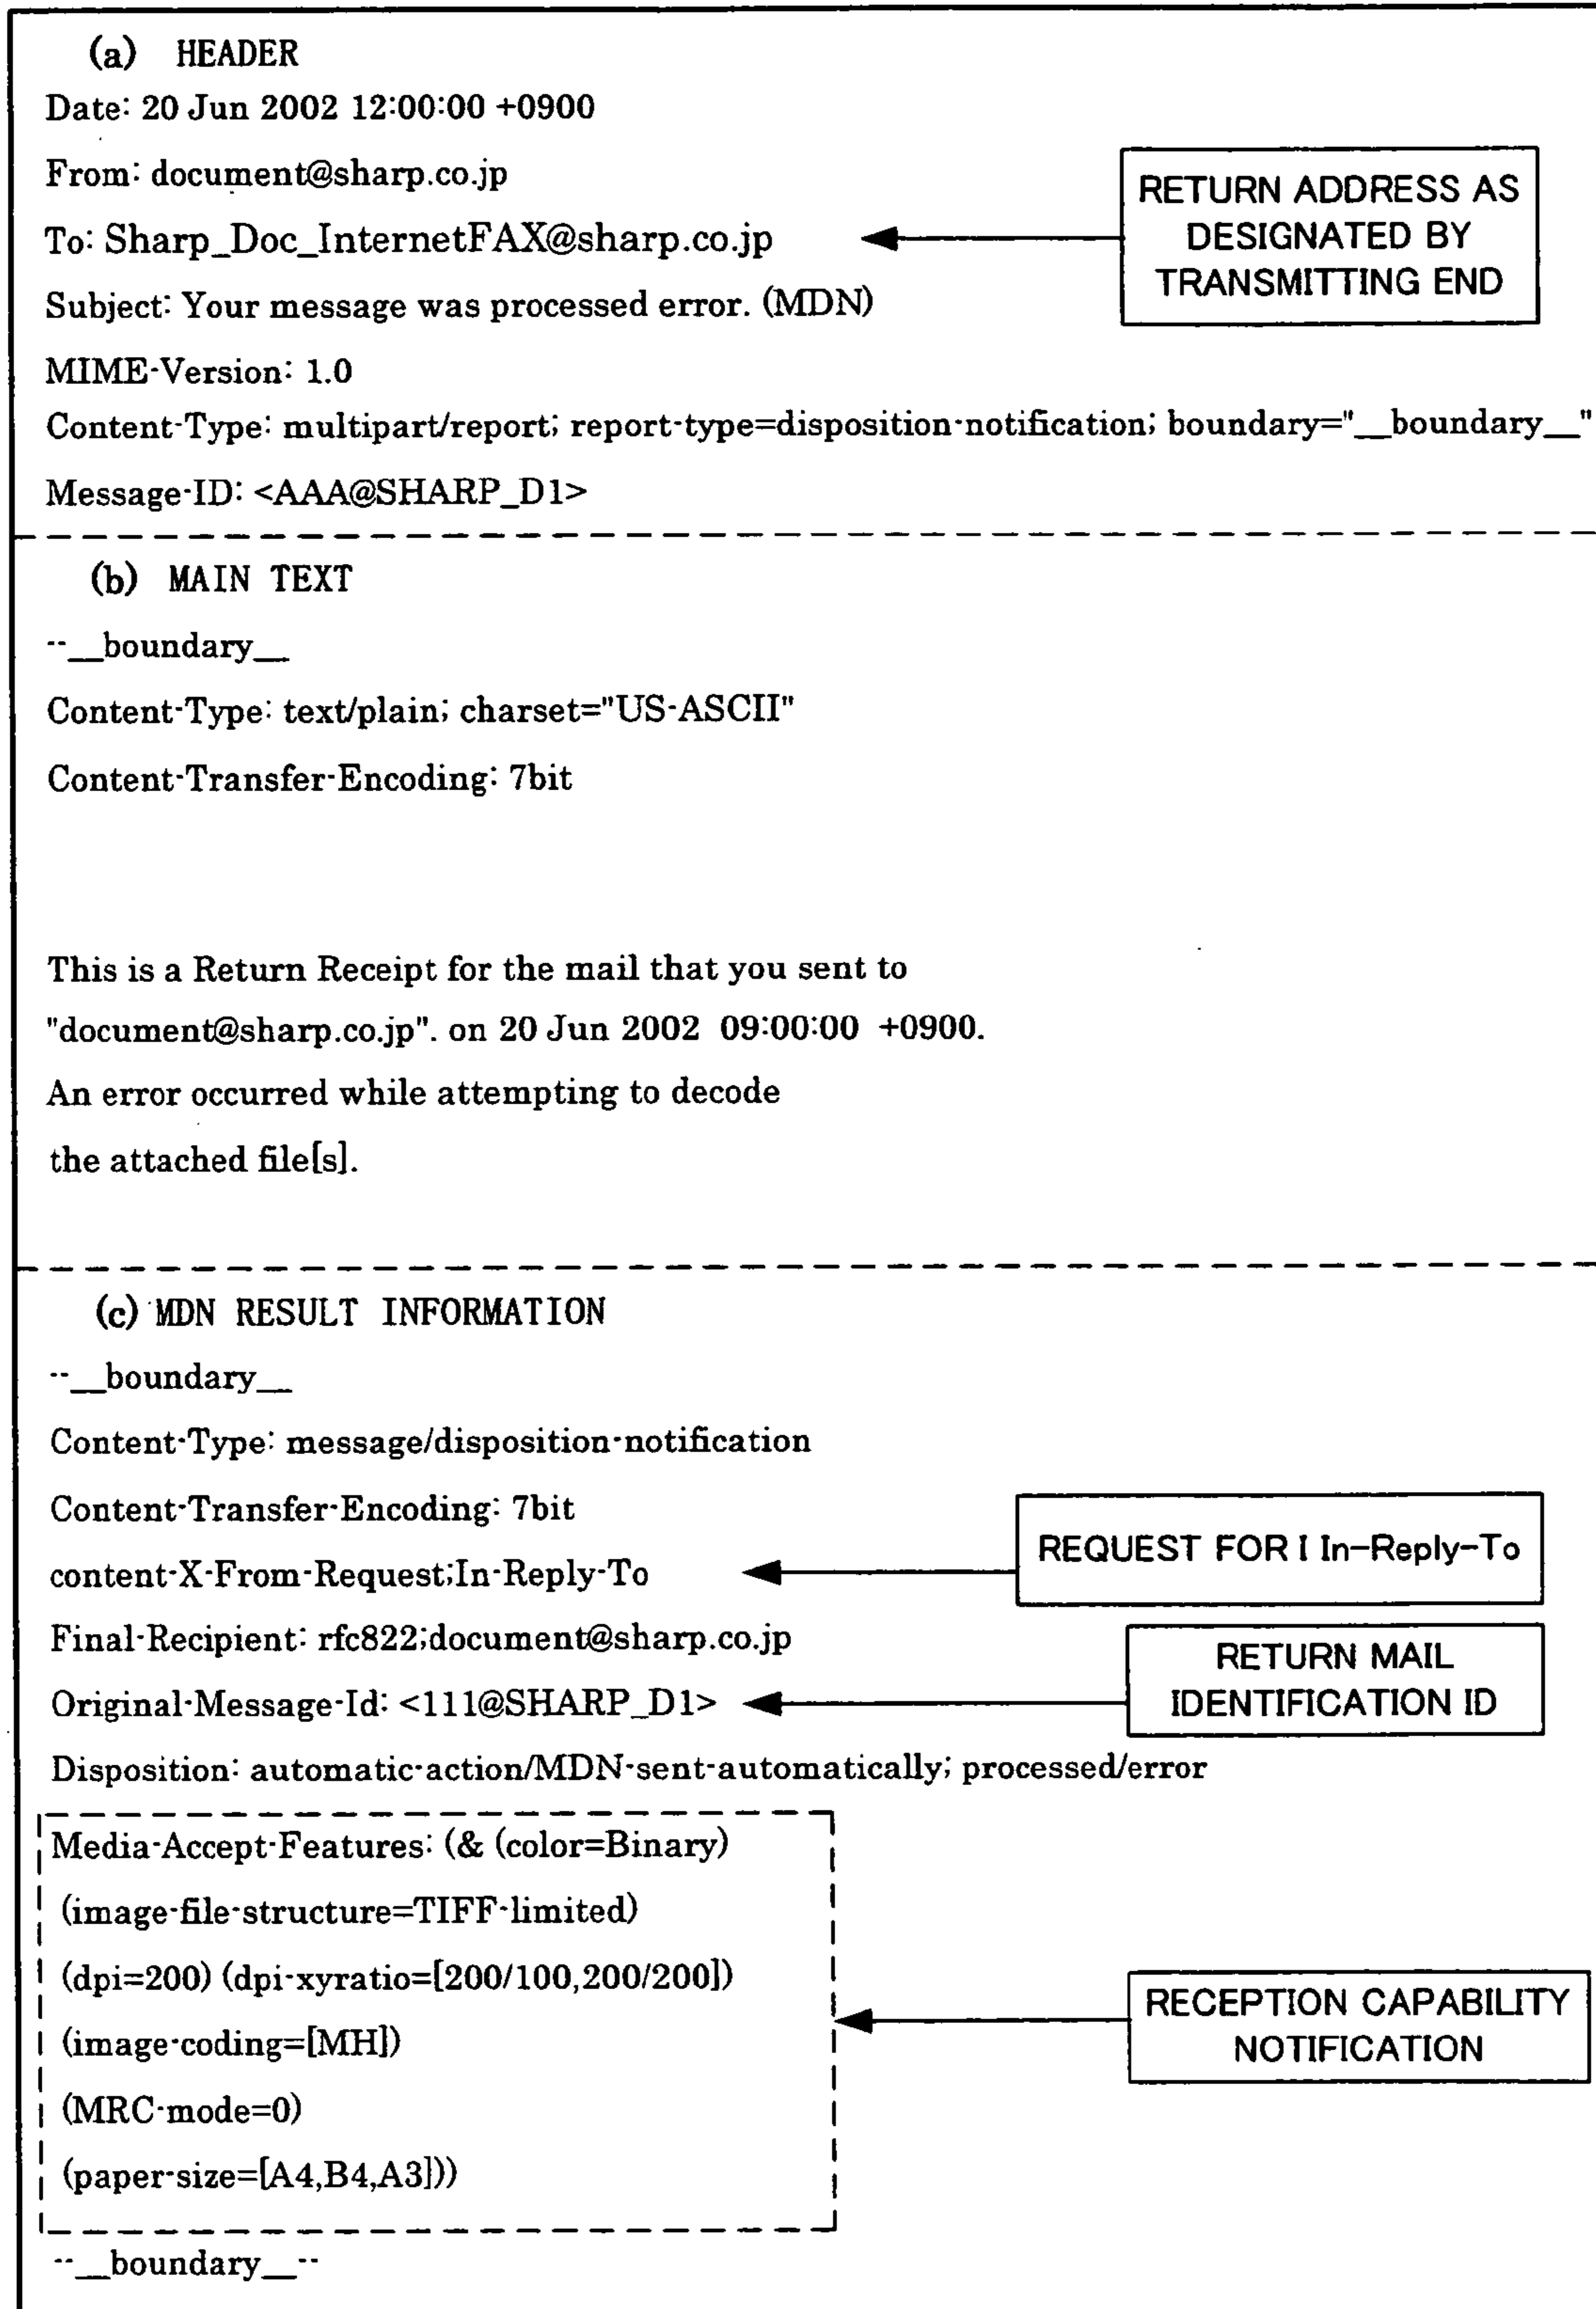 (a) HEADER
Date: 20 Jun 2002 12:00:00 +0900
From: document@sharp.co.jp
To: Sharp_Doc_InternetFAX@sharp.co.jp
RETURN ADDRESS AS
DESIGNATED BY
TRANSMITTING END
Subject: Your message was processed error. (MDN)
MIME-Version: 1.0
Content-Type: multipart/report; report-type=disposition-notification; boundary="__boundary__"
Message-ID: <AAA@SHARP_D1>
(b) MAIN TEXT
--__boundary__
Content-Type: text/plain; charset="US-ASCII"
Content-Transfer-Encoding: 7bit
This is a Return Receipt for the mail that you sent to
"document@sharp.co.jp". on 20 Jun 2002 09:00:00 +0900.
An error occurred while attempting to decode
the attached file[s].
(c) MDN RESULT INFORMATION
--__boundary__
Content-Type: message/disposition-notification
Content-Transfer-Encoding: 7bit
content-X-From-Request;In-Reply-To
REQUEST FOR I In-Reply-To
Final-Recipient: rfc822;document@sharp.co.jp
Original-Message-Id: <111@SHARP_D1>
RETURN MAIL
IDENTIFICATION ID
Disposition: automatic-action/MDN-sent-automatically; processed/error
Media-Accept-Features: (& (color=Binary)
(image-file-structure=TIFF-limited)
(dpi=200) (dpi-xyratio=[200/100,200/200])
(image-coding=[MH])
(MRC-mode=0)
(paper-size=[A4,B4,A3]))
RECEPTION CAPABILITY
NOTIFICATION
--__boundary__--